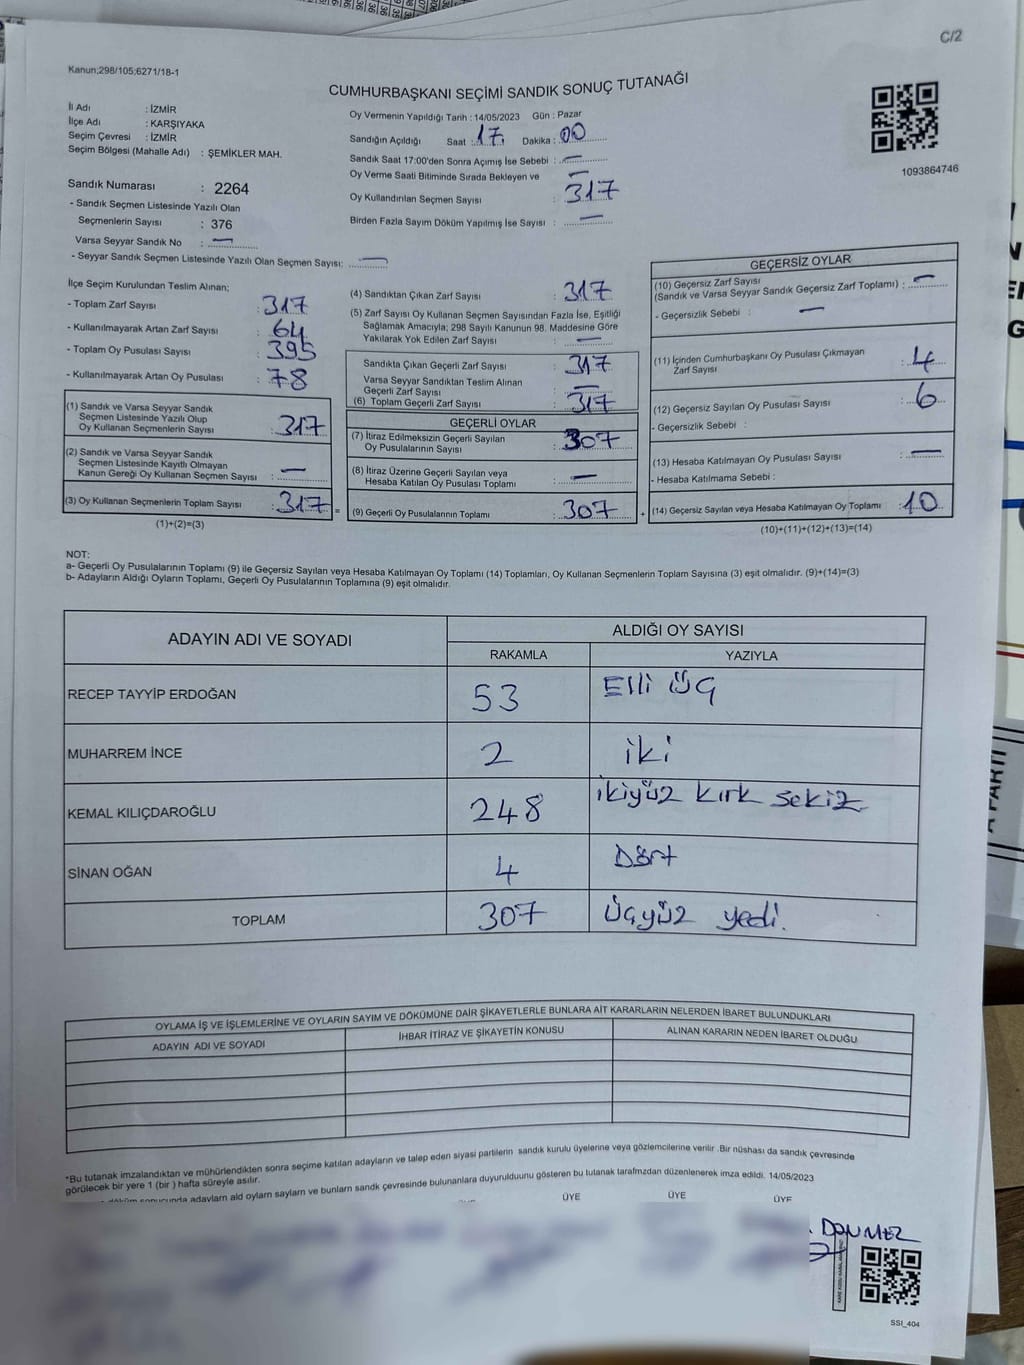 C/2
Kanun;298/105;6271/18-1
CUMHURBAŞKANI SEÇİMİ SANDIK SONUÇ TUTANAĞI
İl Adı : İZMİR
İlçe Adı : KARŞIYAKA
Seçim Çevresi : İZMİR
Seçim Bölgesi (Mahalle Adı) : ŞEMİKLER MAH.
Sandık Numarası : 2264
- Sandık Seçmen Listesinde Yazılı Olan
Seçmenlerin Sayısı : 376
Varsa Seyyar Sandık No : —
- Seyyar Sandık Seçmen Listesinde Yazılı Olan Seçmen Sayısı: —
Oy Vermenin Yapıldığı Tarih : 14/05/2023 Gün : Pazar
Sandığın Açıldığı Saat : 17 Dakika : 00
Sandık Saat 17:00'den Sonra Açımış İse Sebebi : —
Oy Verme Saati Bitiminde Sırada Bekleyen ve —
Oy Kullandırılan Seçmen Sayısı : 317
Birden Fazla Sayım Döküm Yapılmış İse Sayısı : —
1093864746
İlçe Seçim Kurulundan Teslim Alınan;
- Toplam Zarf Sayısı : 317
- Kullanılmayarak Artan Zarf Sayısı : 64
- Toplam Oy Pusulası Sayısı : 395
- Kullanılmayarak Artan Oy Pusulası : 78
(1) Sandık ve Varsa Seyyar Sandık
Seçmen Listesinde Yazılı Olup
Oy Kullanan Seçmenlerin Sayısı : 317
(2) Sandık ve Varsa Seyyar Sandık
Seçmen Listesinde Kayıtlı Olmayan
Kanun Gereği Oy Kullanan Seçmen Sayısı : —
(3) Oy Kullanan Seçmenlerin Toplam Sayısı : 317 =
(1)+(2)=(3)
(4) Sandıktan Çıkan Zarf Sayısı : 317
(5) Zarf Sayısı Oy Kullanan Seçmen Sayısından Fazla İse, Eşitliği
Sağlamak Amacıyla; 298 Sayılı Kanunun 98. Maddesine Göre
Yakılarak Yok Edilen Zarf Sayısı : —
Sandıkta Çıkan Geçerli Zarf Sayısı : 317
Varsa Seyyar Sandıktan Teslim Alınan
Geçerli Zarf Sayısı : —
(6) Toplam Geçerli Zarf Sayısı : 317
GEÇERLİ OYLAR
(7) İtiraz Edilmeksizin Geçerli Sayılan
Oy Pusulalarının Sayısı : 307
(8) İtiraz Üzerine Geçerli Sayılan veya
Hesaba Katılan Oy Pusulası Toplamı : —
(9) Geçerli Oy Pusulalarının Toplamı : 307 +
GEÇERSİZ OYLAR
(10) Geçersiz Zarf Sayısı
(Sandık ve Varsa Seyyar Sandık Geçersiz Zarf Toplamı) : —
- Geçersizlik Sebebi : —
(11) İçinden Cumhurbaşkanı Oy Pusulası Çıkmayan
Zarf Sayısı : 4
(12) Geçersiz Sayılan Oy Pusulası Sayısı : 6
- Geçersizlik Sebebi :
(13) Hesaba Katılmayan Oy Pusulası Sayısı : —
- Hesaba Katılmama Sebebi :
(14) Geçersiz Sayılan veya Hesaba Katılmayan Oy Toplamı : 10
(10)+(11)+(12)+(13)=(14)
NOT:
a- Geçerli Oy Pusulalarının Toplamı (9) ile Geçersiz Sayılan veya Hesaba Katılmayan Oy Toplamı (14) Toplamları, Oy Kullanan Seçmenlerin Toplam Sayısına (3) eşit olmalıdır. (9)+(14)=(3)
b- Adayların Aldığı Oyların Toplamı, Geçerli Oy Pusulalarının Toplamına (9) eşit olmalıdır.
ADAYIN ADI VE SOYADI ALDIĞI OY SAYISI
RAKAMLA YAZIYLA
RECEP TAYYİP ERDOĞAN 53 Elli üç
MUHARREM İNCE 2 iki
KEMAL KILIÇDAROĞLU 248 ikiyüz kırk sekiz
SİNAN OĞAN 4 Dört
TOPLAM 307 Üçyüz yedi.
OYLAMA İŞ VE İŞLEMLERİNE VE OYLARIN SAYIM VE DÖKÜMÜNE DAİR ŞİKAYETLERLE BUNLARA AİT KARARLARIN NELERDEN İBARET BULUNDUKLARI
ADAYIN ADI VE SOYADI İHBAR İTİRAZ VE ŞİKAYETİN KONUSU ALINAN KARARIN NEDEN İBARET OLDUĞU
"Bu tutanak imzalandıktan ve mühürlendikten sonra seçime katılan adayların ve talep eden siyasi partilerin sandık kurulu üyelerine veya gözlemcilerine verilir .Bir nüshası da sandık çevresinde
görülecek bir yere 1 (bir ) hafta süreyle asılır.
döküm sonucunda adayların ald oyların sayları ve bunların sandk çevresinde bulunanlara duyurulduunu gösteren bu tutanak tarafmzdan düzenlenerek imza edildi. 14/05/2023
ÜYE ÜYE ÜYE
DÖNMEZ
SSI_404